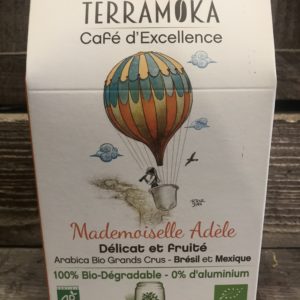 TERRAMOKA
Café d'Excellence
Mademoiselle Adèle
Délicat et fruité
Arabica Bio Grands Crus - Brésil et Mexique
100% Bio-Dégradable - 0% d'aluminium
AB